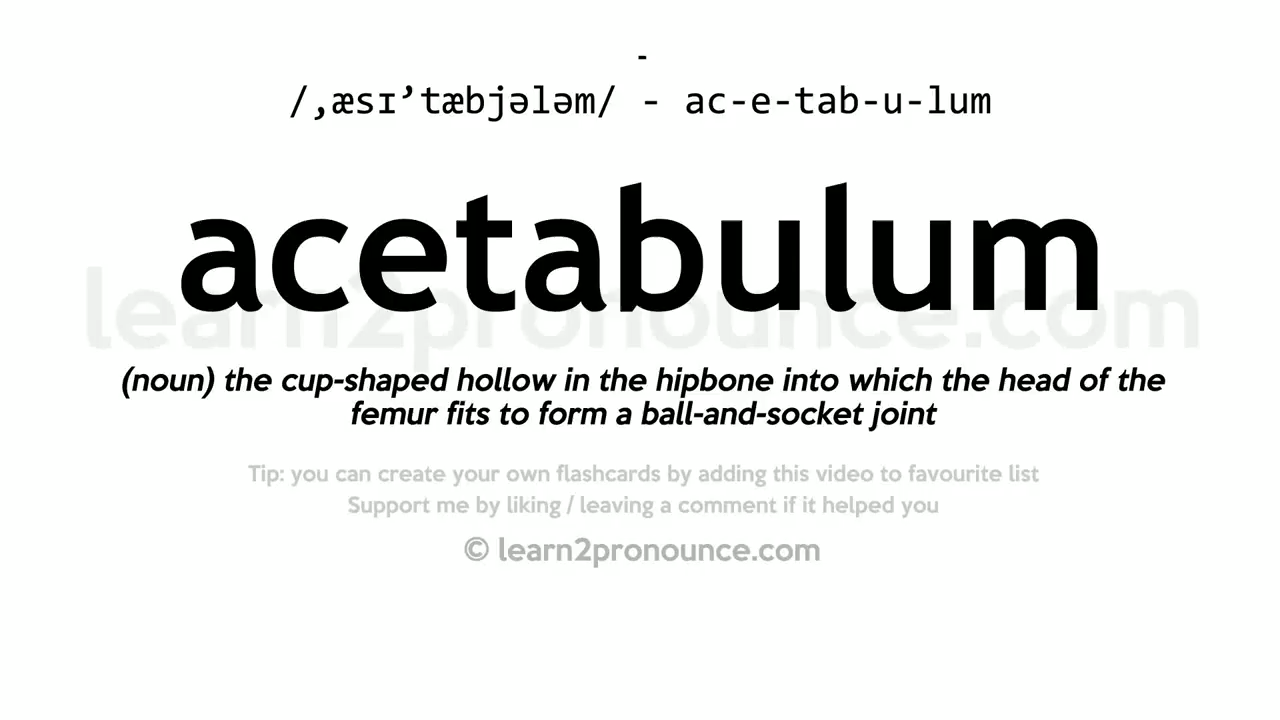 -
/ˌæsɪ’tæbjələm/ - ac-e-tab-u-lum
acetabulum
learn2pronounce.com
(noun) the cup-shaped hollow in the hipbone into which the head of the
femur fits to form a ball-and-socket joint
Tip: you can create your own flashcards by adding this video to favourite list
Support me by liking / leaving a comment if it helped you
© learn2pronounce.com